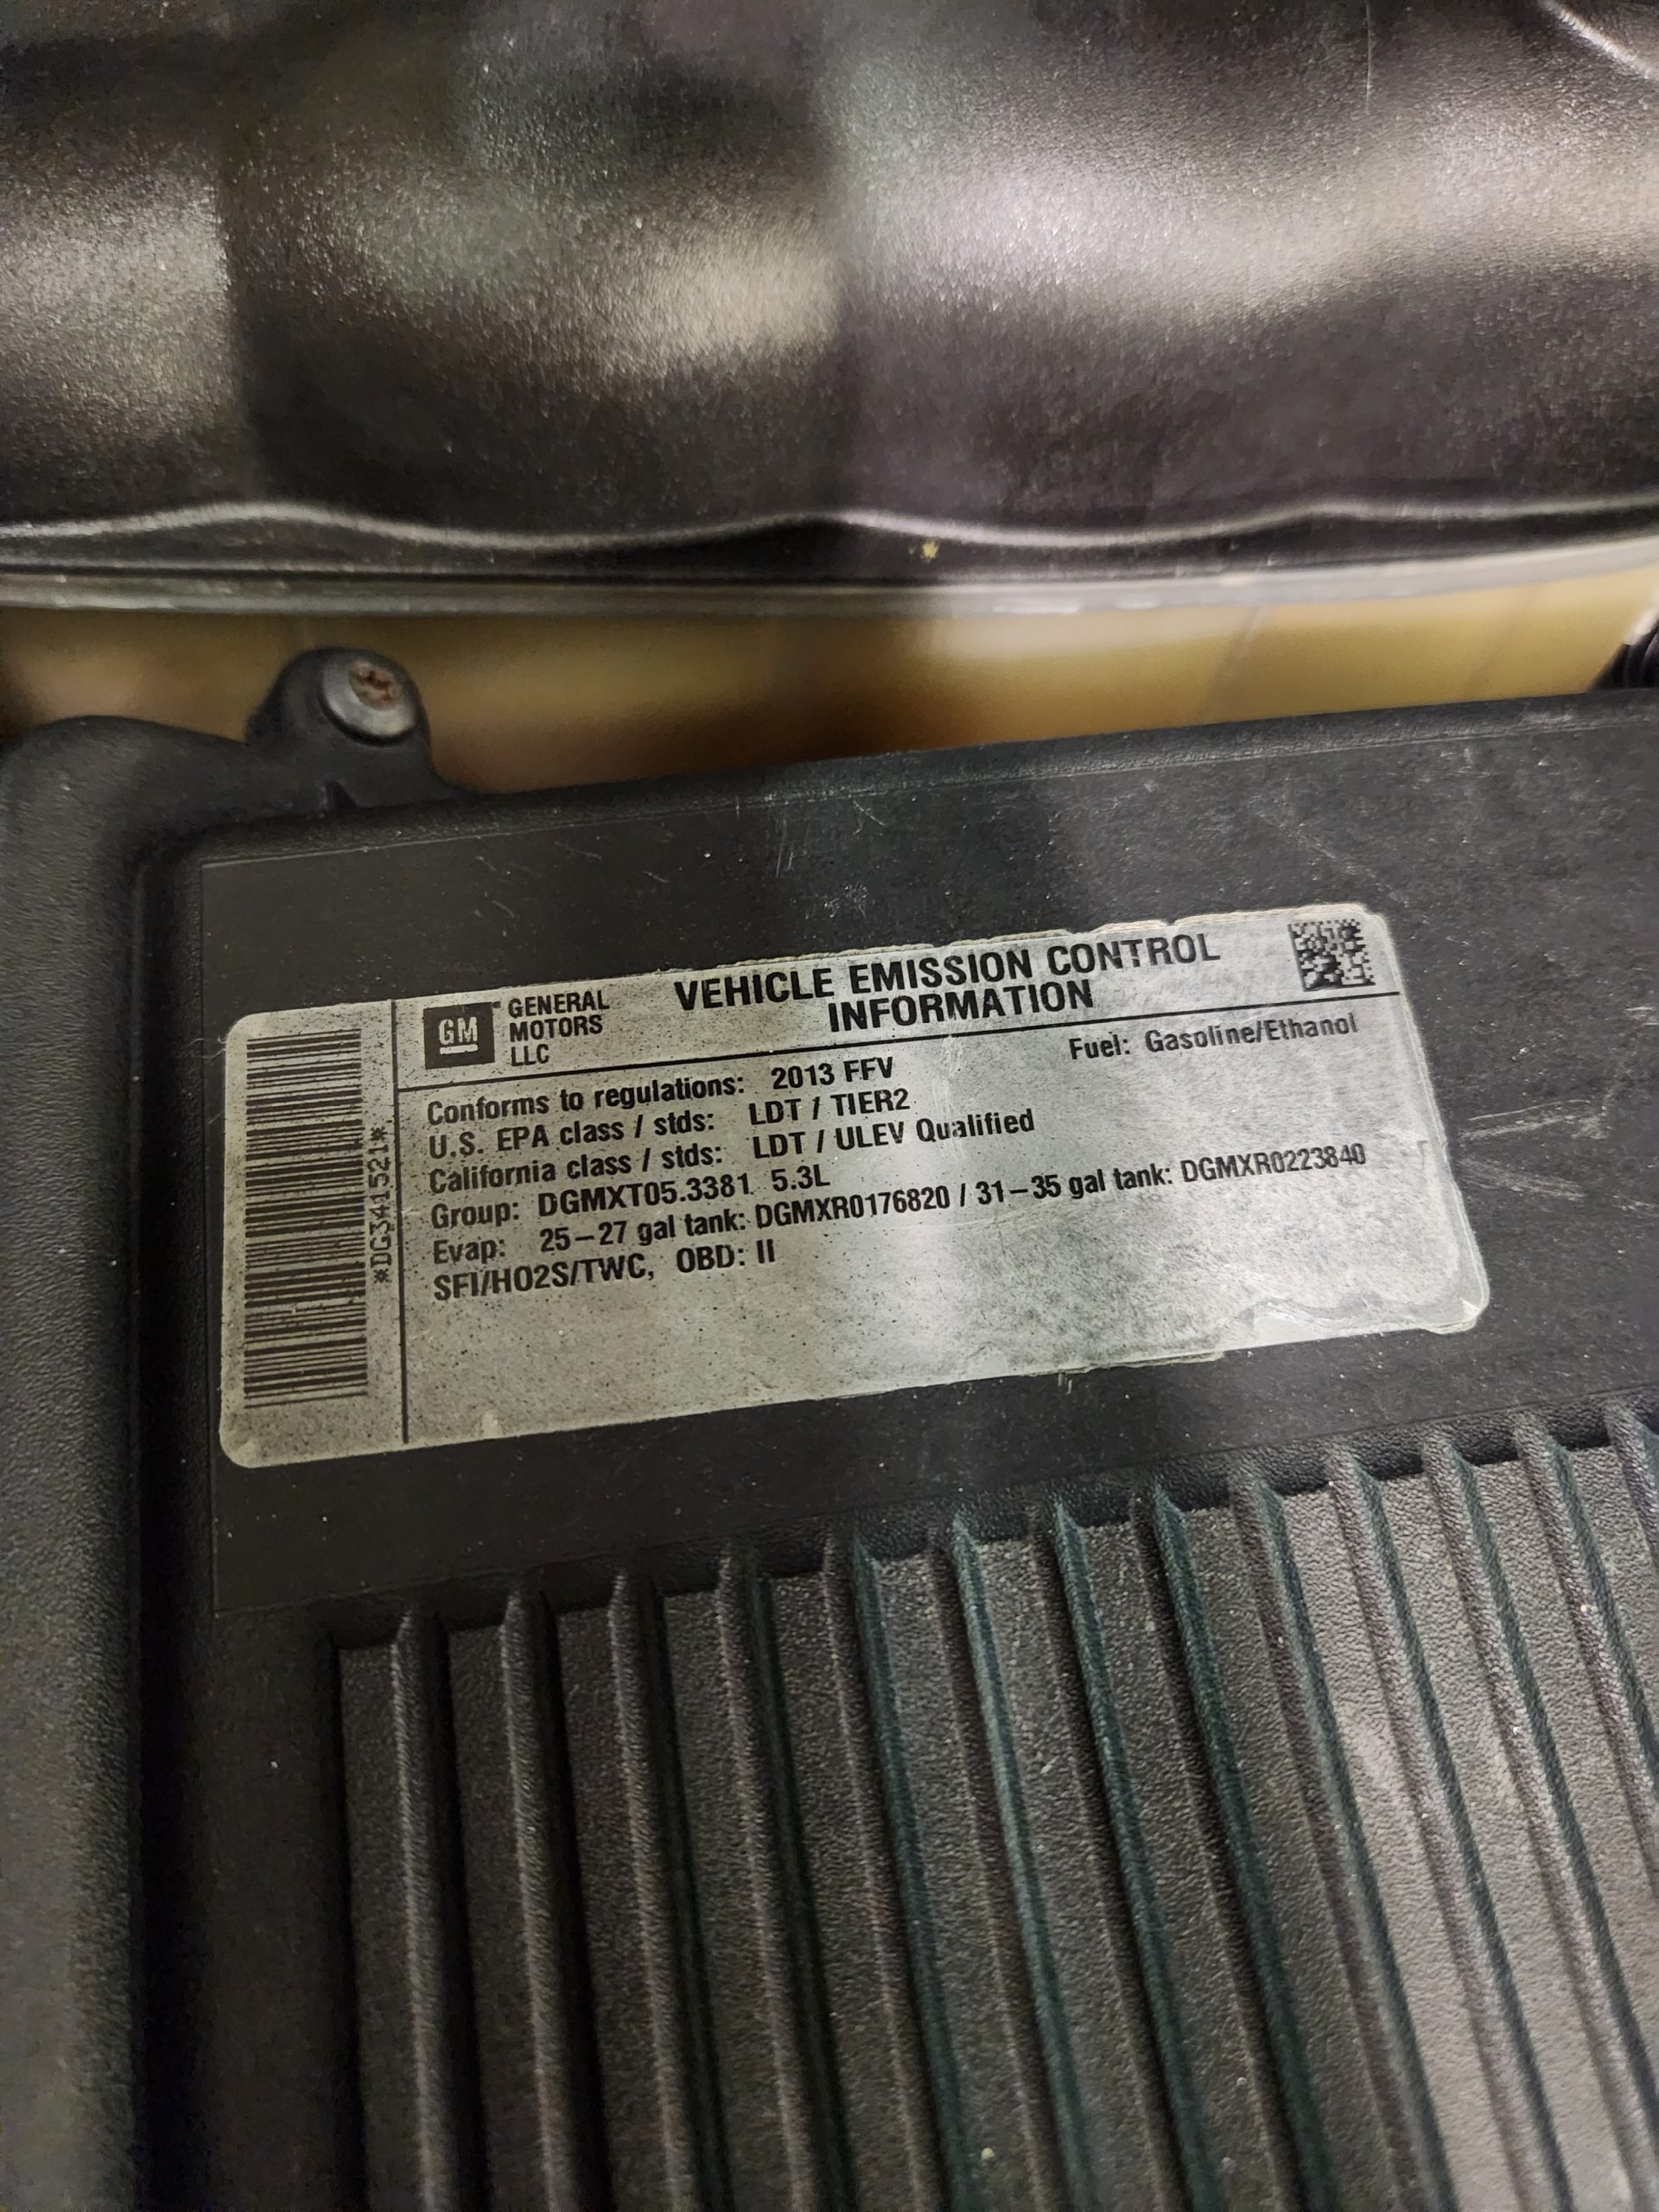 *DG341521*
GM
GENERAL
MOTORS
LLC
VEHICLE EMISSION CONTROL
INFORMATION
Fuel: Gasoline/Ethanol
Conforms to regulations: 2013 FFV
U.S. EPA class / stds: LDT / TIER2
California class / stds: LDT / ULEV Qualified
Group: DGMXT05.3381 5.3L
Evap: 25-27 gal tank: DGMXR0176820 / 31-35 gal tank: DGMXR0223840
SFI/HO2S/TWC, OBD: II